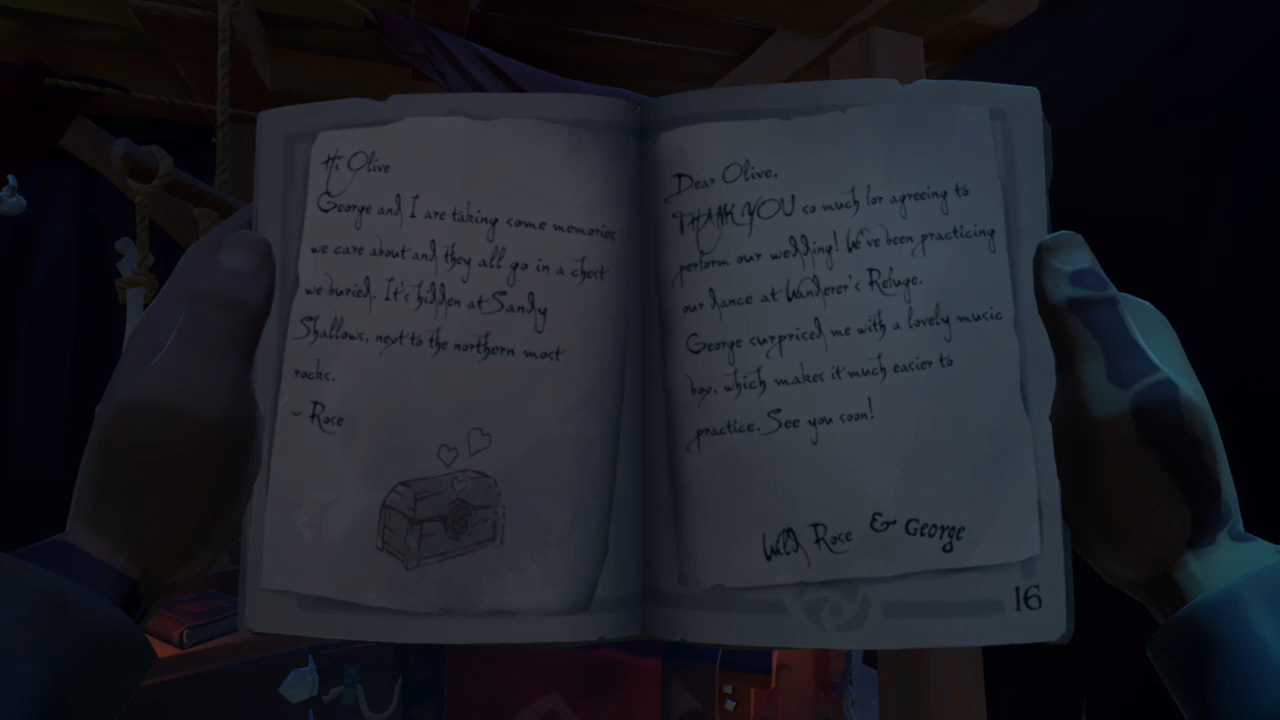 Hi Olive
George and I are taking some memories
we care about and they all go in a chest
we buried. It's hidden at Sandy
Shallows, next to the northern most
rocks.
~ Rose
Dear Olive,
THANK YOU so much for agreeing to
perform our wedding! We've been practicing
our dance at Wanderer's Refuge.
George surprised me with a lovely music
box, which makes it much easier to
practice. See you soon!
Wild Rose & George
16